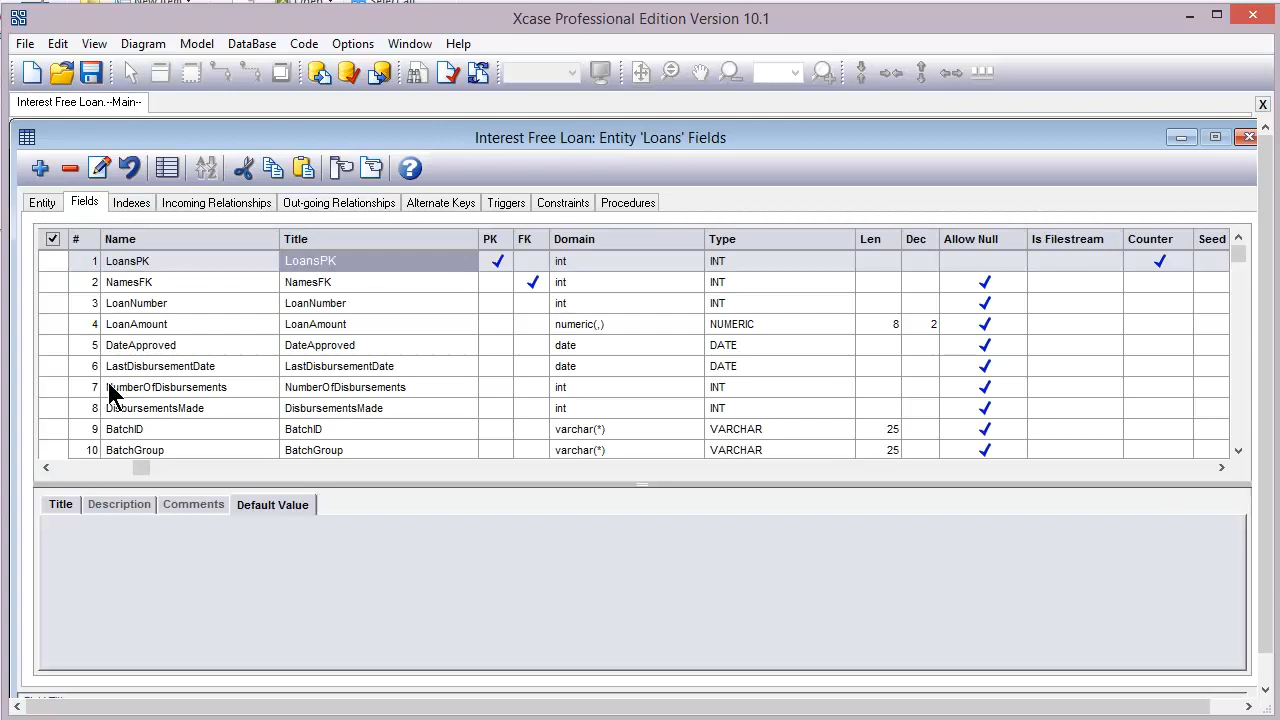 Xcase Professional Edition Version 10.1
File Edit View Diagram Model DataBase Code Options Window Help
Interest Free Loan.--Main-- X
Interest Free Loan: Entity 'Loans' Fields
Entity Fields Indexes Incoming Relationships Out-going Relationships Alternate Keys Triggers Constraints Procedures
# Name Title PK FK Domain Type Len Dec Allow Null Is Filestream Counter Seed
1 LoansPK LoansPK int INT
2 NamesFK NamesFK int INT
3 LoanNumber LoanNumber int INT
4 LoanAmount LoanAmount numeric(,) NUMERIC 8 2
5 DateApproved DateApproved date DATE
6 LastDisbursementDate LastDisbursementDate date DATE
7 NumberOfDisbursements NumberOfDisbursements int INT
8 DisbursementsMade DisbursementsMade int INT
9 BatchID BatchID varchar(*) VARCHAR 25
10 BatchGroup BatchGroup varchar(*) VARCHAR 25
Title Description Comments Default Value